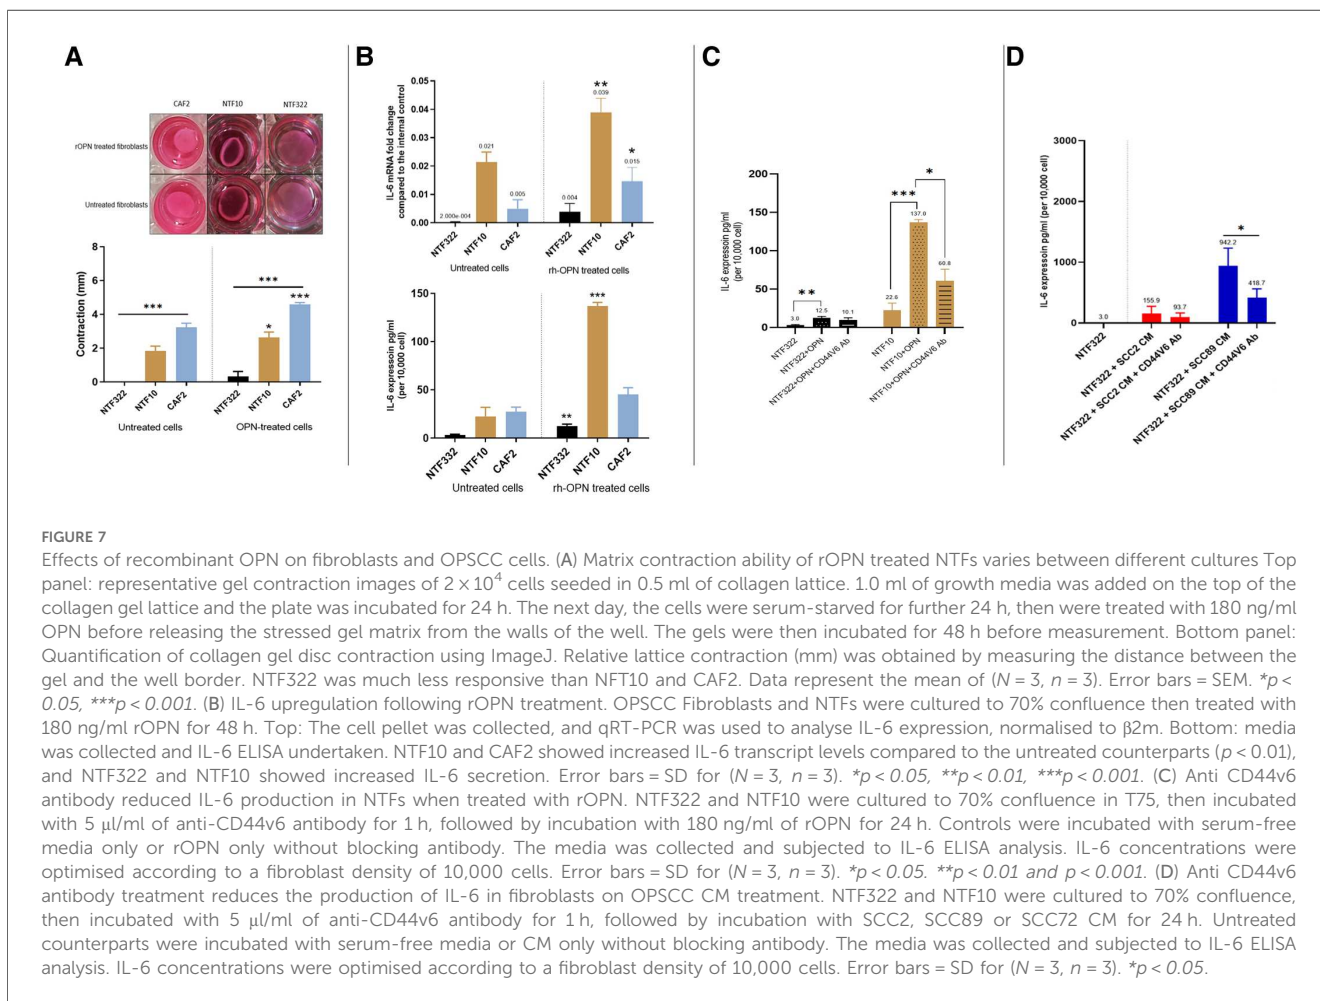 A
CAF2
NTF10
NTF322
rOPN treated fibroblasts
Untreated fibroblasts
Contraction (mm)
8
6
4
2
0
***
*
***
***
NTF322
NTF10
CAF2
NTF322
NTF10
CAF2
Untreated cells
OPN-treated cells
B
IL-6 mRNA fold change
compared to the internal control
0.05
0.04
0.03
0.02
0.01
0.00
2.000e-004
0.021
0.005
0.004
**
0.039
*
0.015
NTF322
NTF10
CAF2
NTF322
NTF10
CAF2
Untreated cells
rh-OPN treated cells
IL-6 expressoin pg/ml
(per 10,000 cell)
150
100
50
0
**
***
NTF332
NTF10
CAF2
NTF332
NTF10
CAF2
Untreated cells
rh-OPN treated cells
C
IL-6 expressoin pg/ml
(per 10,000 cell)
200
150
100
50
0
3.0
**
12.5
10.1
22.6
***
137.0
*
60.8
NTF322
NTF322+OPN
NTF322+OPN+CD44V6 Ab
NTF10
NTF10+OPN
NTF10+OPN+CD44V6 Ab
D
IL-6 expressoin pg/ml (per 10,000 cell)
3000
2000
1000
0
3.0
155.9
93.7
942.2
*
418.7
NTF322
NTF322 + SCC2 CM
NTF322 + SCC2 CM + CD44V6 Ab
NTF322 + SCC89 CM
NTF322 + SCC89 CM + CD44V6 Ab
FIGURE 7
Effects of recombinant OPN on fibroblasts and OPSCC cells. (A) Matrix contraction ability of rOPN treated NTFs varies between different cultures Top
panel: representative gel contraction images of 2 × 10⁴ cells seeded in 0.5 ml of collagen lattice. 1.0 ml of growth media was added on the top of the
collagen gel lattice and the plate was incubated for 24 h. The next day, the cells were serum-starved for further 24 h, then were treated with 180 ng/ml
OPN before releasing the stressed gel matrix from the walls of the well. The gels were then incubated for 48 h before measurement. Bottom panel:
Quantification of collagen gel disc contraction using ImageJ. Relative lattice contraction (mm) was obtained by measuring the distance between the
gel and the well border. NTF322 was much less responsive than NFT10 and CAF2. Data represent the mean of (N = 3, n = 3). Error bars = SEM. *p <
0.05, ***p < 0.001. (B) IL-6 upregulation following rOPN treatment. OPSCC Fibroblasts and NTFs were cultured to 70% confluence then treated with
180 ng/ml rOPN for 48 h. Top: The cell pellet was collected, and qRT-PCR was used to analyse IL-6 expression, normalised to β2m. Bottom: media
was collected and IL-6 ELISA undertaken. NTF10 and CAF2 showed increased IL-6 transcript levels compared to the untreated counterparts (p < 0.01),
and NTF322 and NTF10 showed increased IL-6 secretion. Error bars = SD for (N = 3, n = 3). *p < 0.05, **p < 0.01, ***p < 0.001. (C) Anti CD44v6
antibody reduced IL-6 production in NTFs when treated with rOPN. NTF322 and NTF10 were cultured to 70% confluence in T75, then incubated
with 5 μl/ml of anti-CD44v6 antibody for 1 h, followed by incubation with 180 ng/ml of rOPN for 24 h. Controls were incubated with serum-free
media only or rOPN only without blocking antibody. The media was collected and subjected to IL-6 ELISA analysis. IL-6 concentrations were
optimised according to a fibroblast density of 10,000 cells. Error bars = SD for (N = 3, n = 3). *p < 0.05. **p < 0.01 and p < 0.001. (D) Anti CD44v6
antibody treatment reduces the production of IL-6 in fibroblasts on OPSCC CM treatment. NTF322 and NTF10 were cultured to 70% confluence,
then incubated with 5 μl/ml of anti-CD44v6 antibody for 1 h, followed by incubation with SCC2, SCC89 or SCC72 CM for 24 h. Untreated
counterparts were incubated with serum-free media or CM only without blocking antibody. The media was collected and subjected to IL-6 ELISA
analysis. IL-6 concentrations were optimised according to a fibroblast density of 10,000 cells. Error bars = SD for (N = 3, n = 3). *p < 0.05.